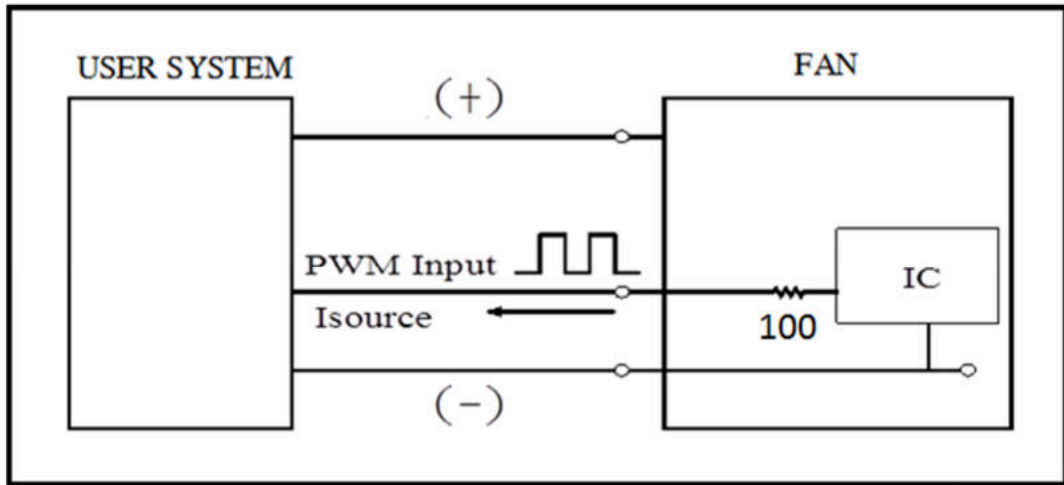 USER SYSTEM
FAN
(+)
PWM Input
IC
Isource
100
(-)